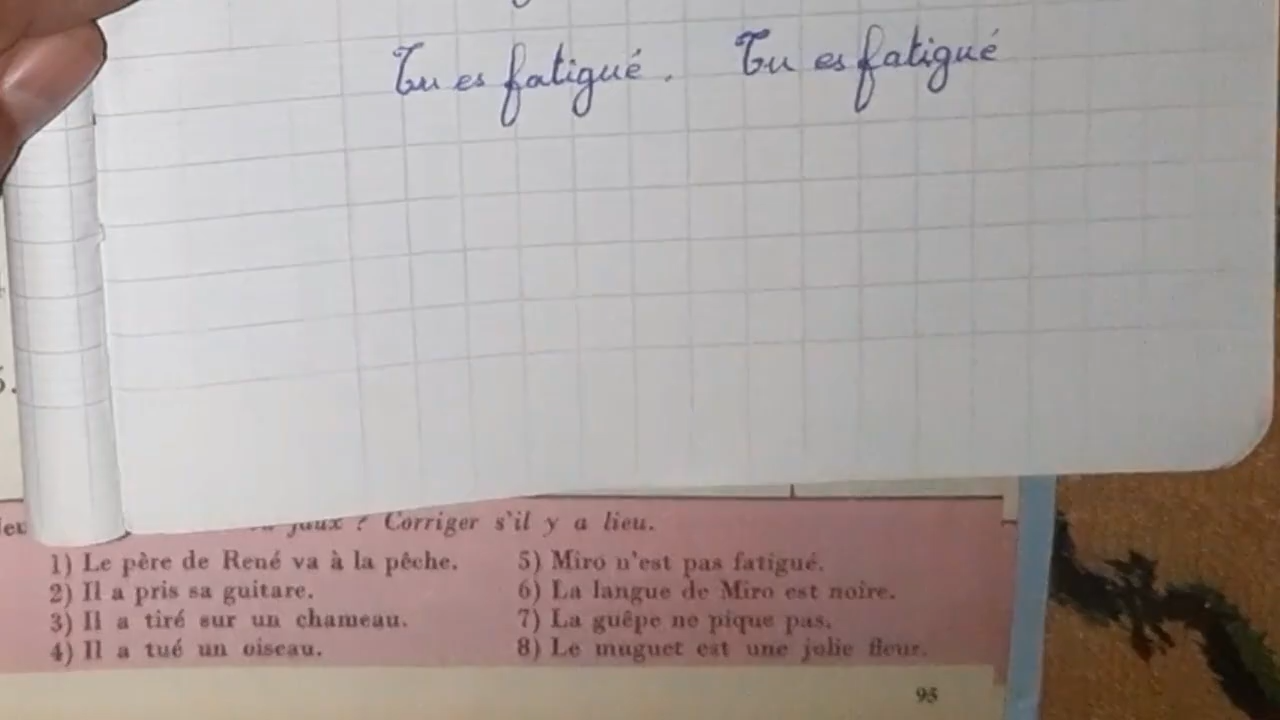 Tu es fatigué. Tu es fatigué
faux ? Corriger s'il y a lieu.
1) Le père de René va à la pêche.
2) Il a pris sa guitare.
3) Il a tiré sur un chameau.
4) Il a tué un oiseau.
5) Miro n'est pas fatigué.
6) La langue de Miro est noire.
7) La guêpe ne pique pas.
8) Le muguet est une jolie fleur.
95